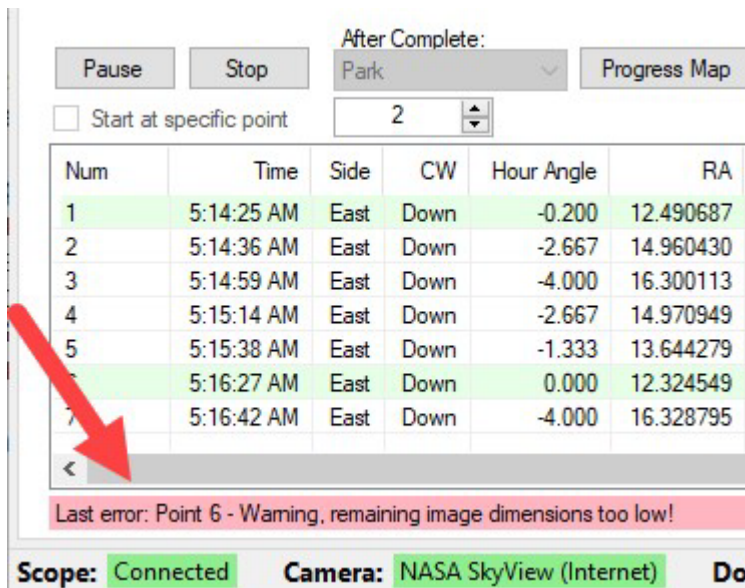 After Complete:
Pause Stop Park Progress Map
Start at specific point 2
Num Time Side CW Hour Angle RA
1 5:14:25 AM East Down -0.200 12.490687
2 5:14:36 AM East Down -2.667 14.960430
3 5:14:59 AM East Down -4.000 16.300113
4 5:15:14 AM East Down -2.667 14.970949
5 5:15:38 AM East Down -1.333 13.644279
5:16:27 AM East Down 0.000 12.324549
7 5:16:42 AM East Down -4.000 16.328795
Last error: Point 6 - Warning, remaining image dimensions too low!
Scope: Connected Camera: NASA SkyView (Internet) Do